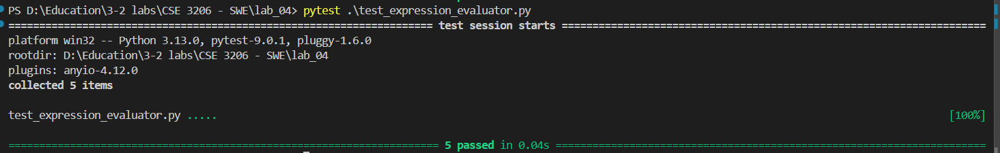 PS D:\Education\3-2 labs\CSE 3206 - SWE\lab_04> pytest .\test_expression_evaluator.py
===================================================================== test session starts =====================================================================
platform win32 -- Python 3.13.0, pytest-9.0.1, pluggy-1.6.0
rootdir: D:\Education\3-2 labs\CSE 3206 - SWE\lab_04
plugins: anyio-4.12.0
collected 5 items
test_expression_evaluator.py ..... [100%]
====================================================================== 5 passed in 0.04s ======================================================================